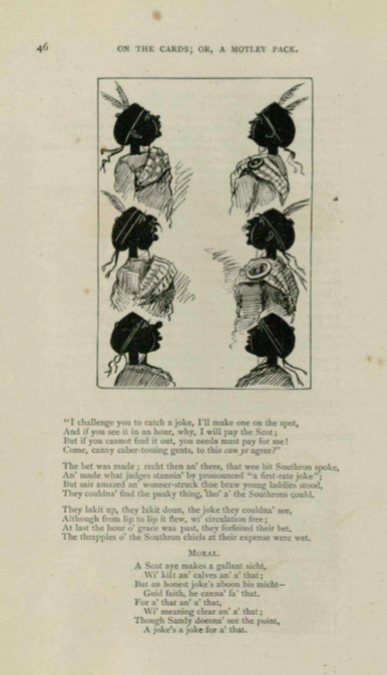 46
ON THE CARDS; OR, A MOTLEY PACK.
"I challenge you to catch a joke, I'll make one on the spot,
And if you see it in an hour, why, I will pay the Scot;
But if you cannot find it out, you needs must pay for me!
Come, canny caber-tossing gents, to this can ye agree?"
The bet was made; recht then an' there, that wee bit Southron spoke,
An' made what judges stannin' by pronounced "a first-rate joke";
But sair amazed an' wonner-struck thae braw young laddies stood,
They couldna' find the pauky thing, 'tho' a' the Southrons could.
They lukit up, they lukit doun, the joke they couldna' see,
Although from lip to lip it flew, wi' circulation free;
At last the hour o' grace was past, they forfeited their bet,
The thrapples o' the Southron chiels at their expense were wet.
MORAL.
A Scot aye makes a gallant sicht,
Wi' kilt an' calves an' a' that;
But an honest joke's aboon his micht—
Guid faith, he canna' fa' that.
For a' that an' a' that,
Wi' meaning clear an' a' that;
Though Sandy doesna' see the point,
A joke's a joke for a' that.